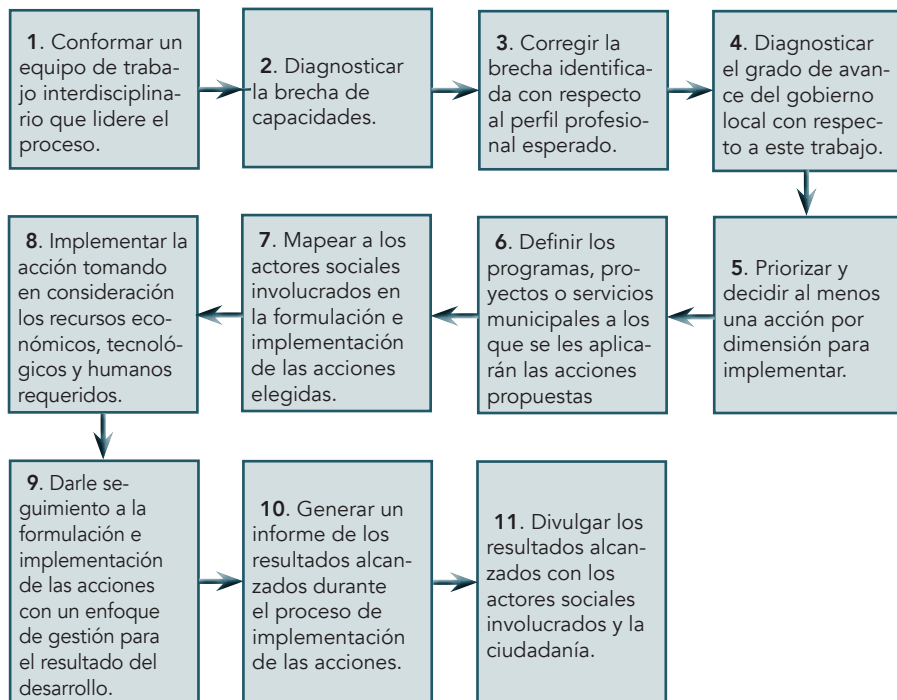 1. Conformar un
equipo de traba-
jo interdisciplina-
rio que lidere el
proceso.
2. Diagnosticar
la brecha de
capacidades.
3. Corregir la
brecha identifica-
da con respecto
al perfil profesio-
nal esperado.
4. Diagnosticar
el grado de avan-
ce del gobierno
local con respec-
to a este trabajo.
5. Priorizar y
decidir al menos
una acción por
dimensión para
implementar.
6. Definir los
programas, pro-
yectos o servicios
municipales a los
que se les aplica-
rán las acciones
propuestas
7. Mapear a los
actores sociales
involucrados en
la formulación e
implementación
de las acciones
elegidas.
8. Implementar la
acción tomando
en consideración
los recursos eco-
nómicos, tecnoló-
gicos y humanos
requeridos.
9. Darle se-
guimiento a la
formulación e
implementación
de las acciones
con un enfoque
de gestión para
el resultado del
desarrollo.
10. Generar un
informe de los
resultados alcan-
zados durante
el proceso de
implementación
de las acciones.
11. Divulgar los
resultados alcan-
zados con los
actores sociales
involucrados y la
ciudadanía.